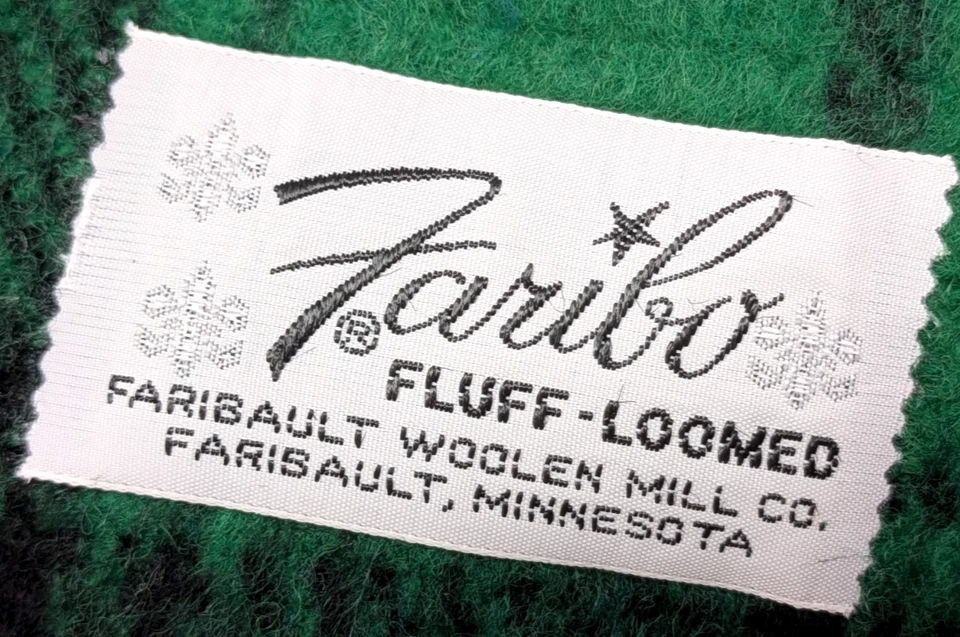 Faribo
®
FLUFF-LOOMED
FARIBAULT WOOLEN MILL CO.
FARIBAULT, MINNESOTA